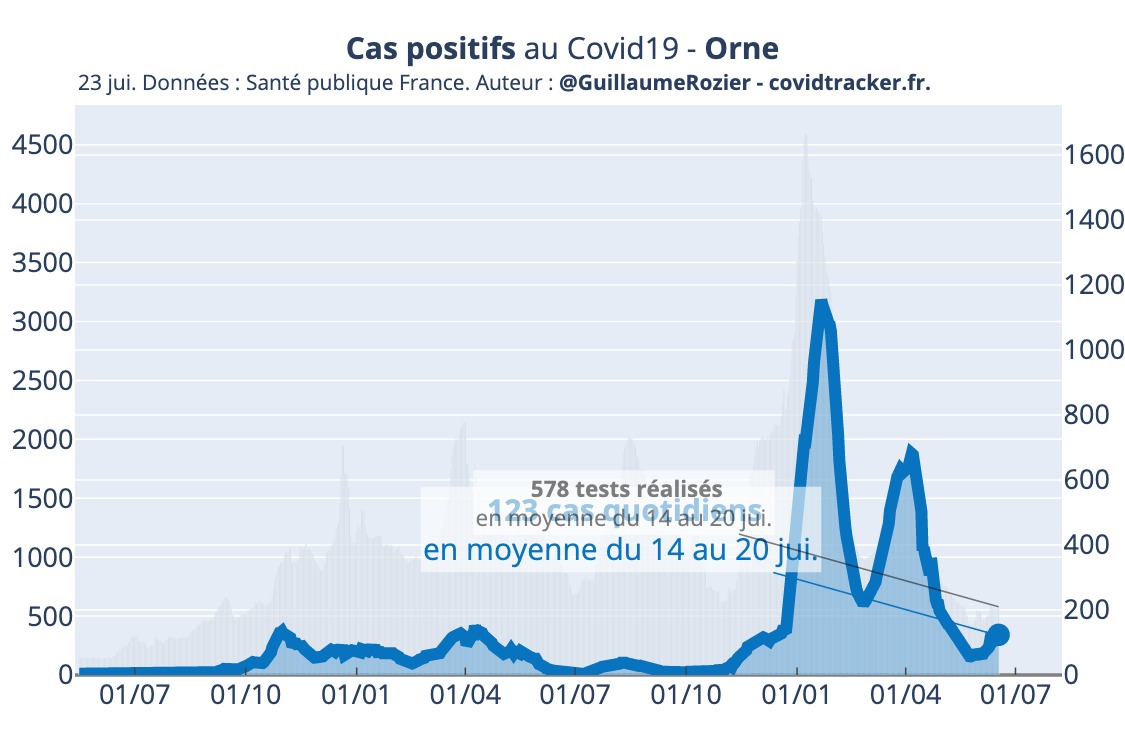 Cas positifs au Covid19 - Orne
23 jui. Données : Santé publique France. Auteur : @GuillaumeRozier - covidtracker.fr.
4500
4000
3500
3000
2500
2000
1500
1000
500
0
1600
1400
1200
1000
800
600
400
200
0
578 tests réalisés
en moyenne du 14 au 20 jui.
123 cas quotidiens
en moyenne du 14 au 20 jui.
01/07 01/10 01/01 01/04 01/07 01/10 01/01 01/04 01/07